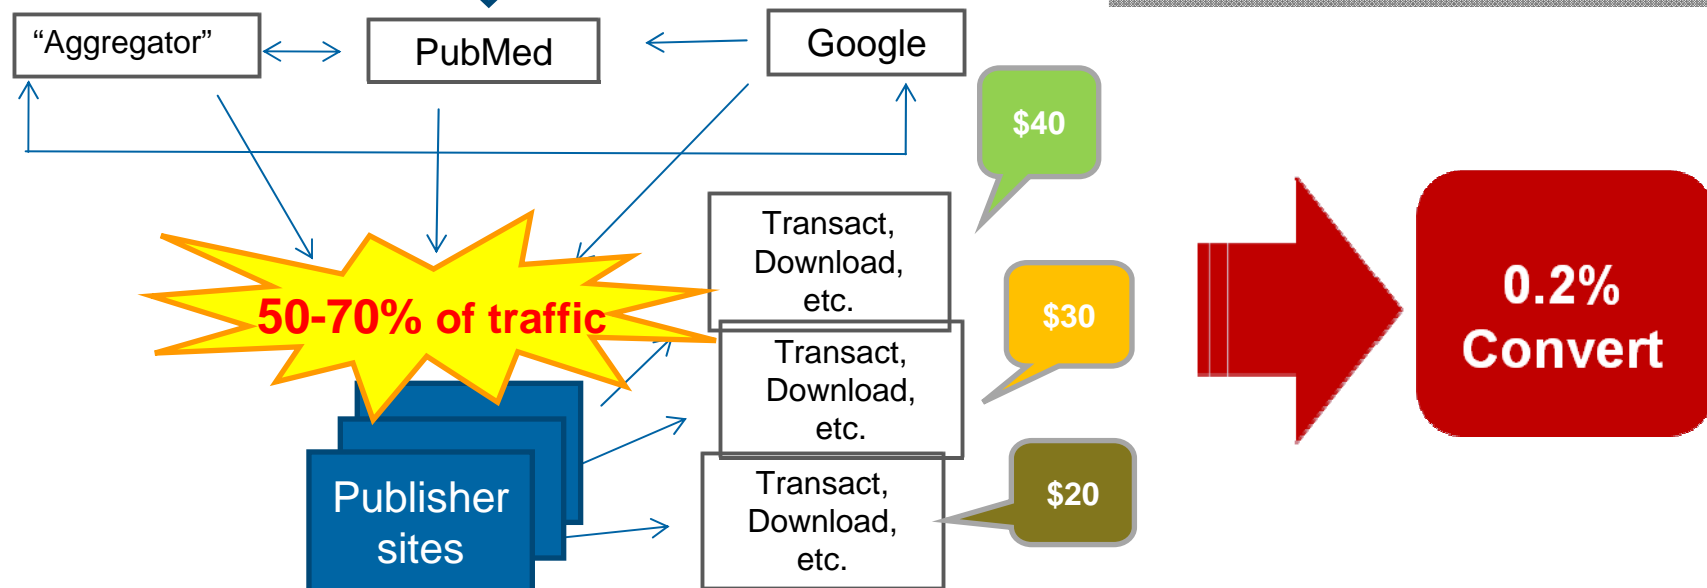 “Aggregator”
PubMed
Google
$40
Transact,
Download,
etc.
50-70% of traffic
$30
Transact,
Download,
etc.
0.2%
Convert
Publisher
sites
Transact,
Download,
etc.
$20